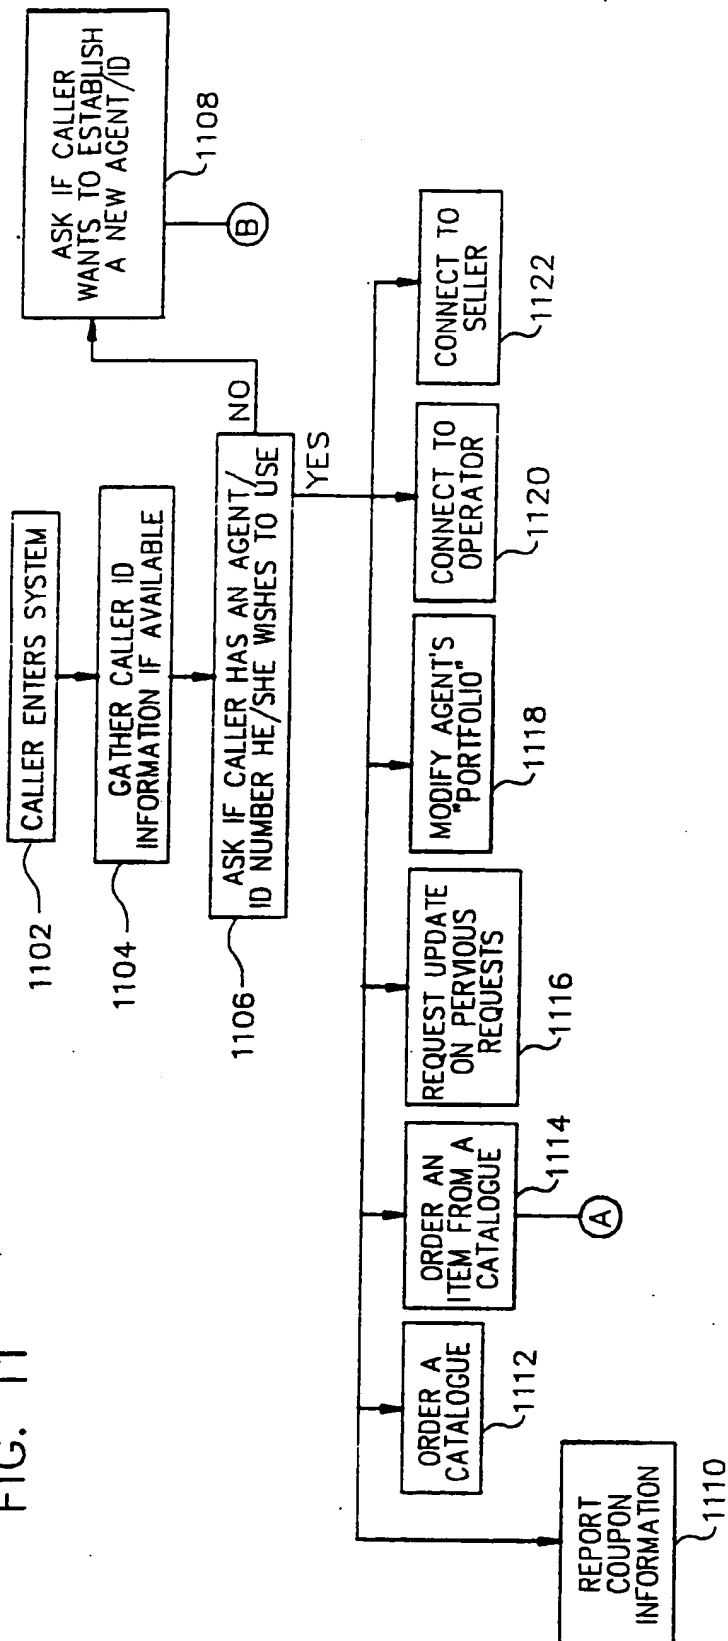 FIG. 11
1102
CALLER ENTERS SYSTEM
1104
GATHER CALLER ID
INFORMATION IF AVAILABLE
1106
ASK IF CALLER HAS AN AGENT/
ID NUMBER HE/SHE WISHES TO USE
NO
YES
ASK IF CALLER
WANTS TO ESTABLISH
A NEW AGENT/ID
1108
B
REPORT
COUPON
INFORMATION
1110
ORDER A
CATALOGUE
1112
ORDER AN
ITEM FROM A
CATALOGUE
1114
A
REQUEST UPDATE
ON PERVIOUS
REQUESTS
1116
MODIFY AGENT'S
"PORTFOLIO"
1118
CONNECT TO
OPERATOR
1120
CONNECT TO
SELLER
1122